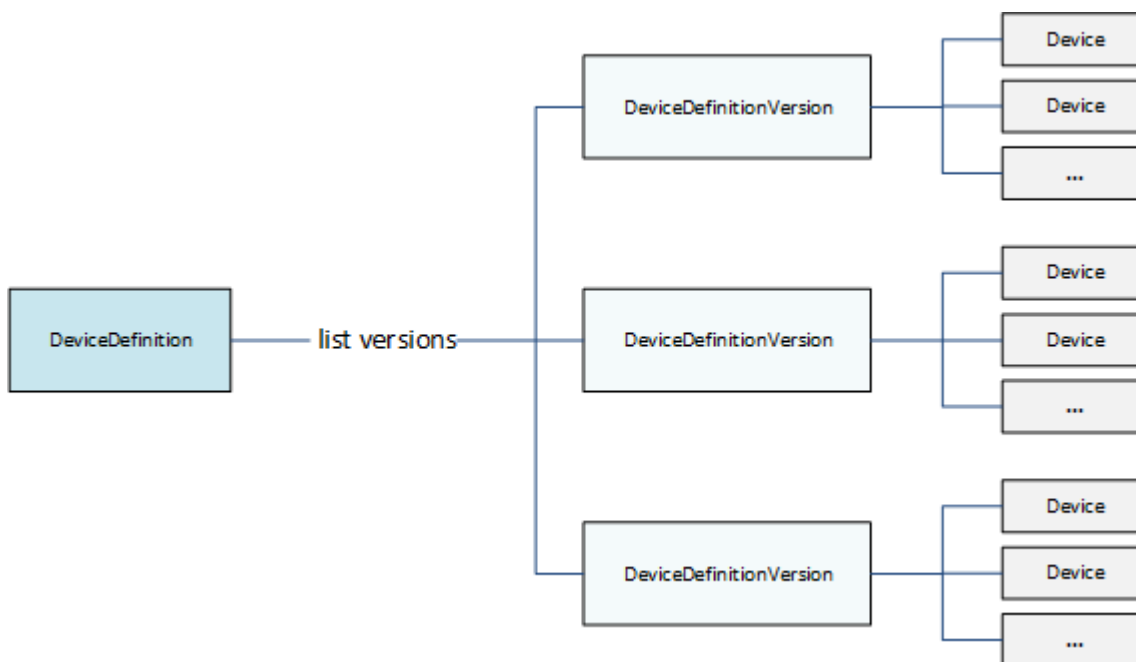 Device
DeviceDefinitionVersion
Device
...
Device
DeviceDefinition
list versions
DeviceDefinitionVersion
Device
...
Device
DeviceDefinitionVersion
Device
...